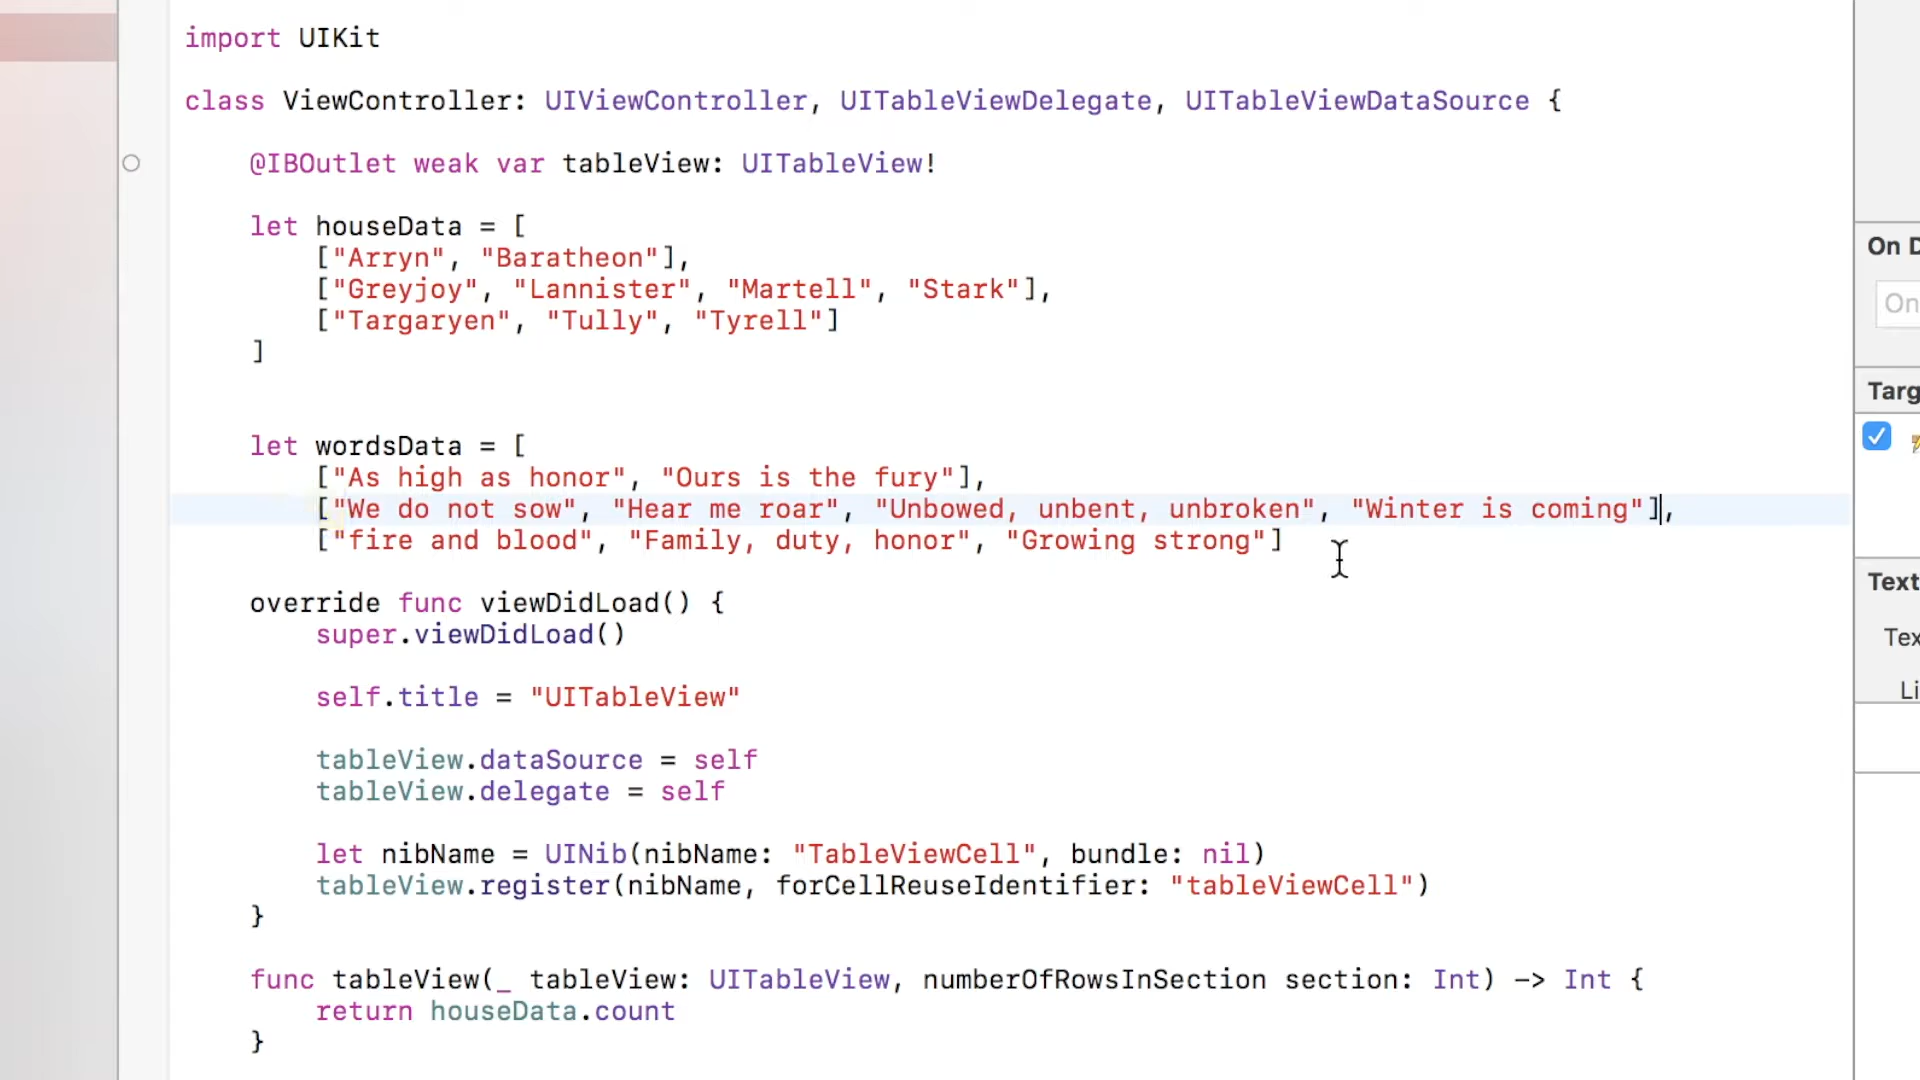 import UIKit
class ViewController: UIViewController, UITableViewDelegate, UITableViewDataSource {
@IBOutlet weak var tableView: UITableView!
let houseData = [
["Arryn", "Baratheon"],
["Greyjoy", "Lannister", "Martell", "Stark"],
["Targaryen", "Tully", "Tyrell"]
]
let wordsData = [
["As high as honor", "Ours is the fury"],
["We do not sow", "Hear me roar", "Unbowed, unbent, unbroken", "Winter is coming"],
["fire and blood", "Family, duty, honor", "Growing strong"]
override func viewDidLoad() {
super.viewDidLoad()
self.title = "UITableView"
tableView.dataSource = self
tableView.delegate = self
let nibName = UINib(nibName: "TableViewCell", bundle: nil)
tableView.register(nibName, forCellReuseIdentifier: "tableViewCell")
}
func tableView(_ tableView: UITableView, numberOfRowsInSection section: Int) -> Int {
return houseData.count
}
On D
On
Targ
Text
Tex
Li